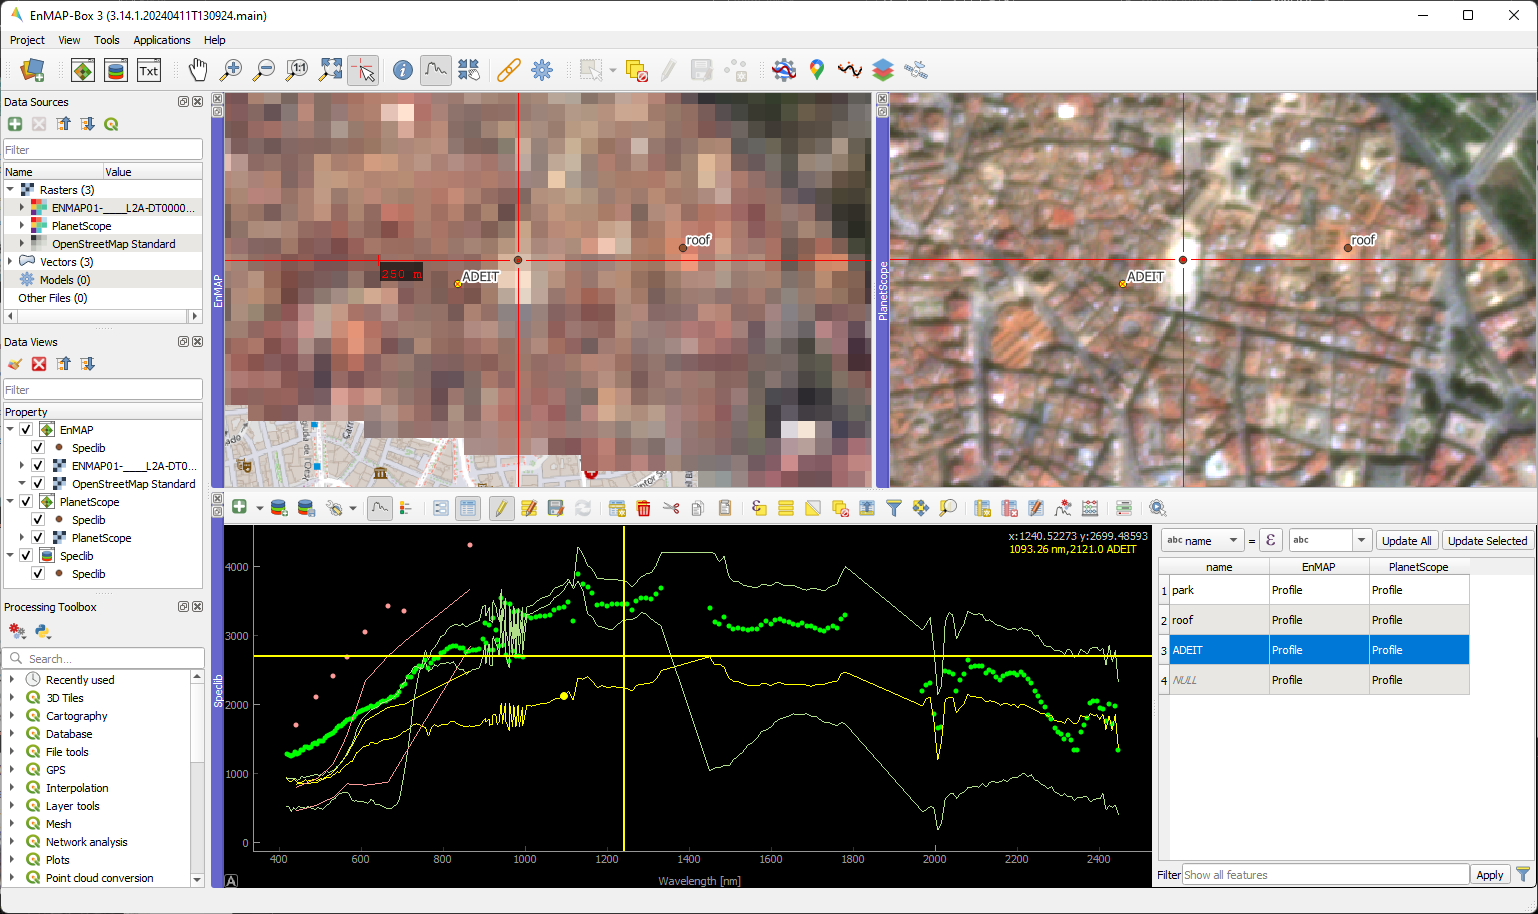 EnMAP-Box 3 (3.14.1.20240411T130924.main)
Project View Tools Applications Help
1:1
Txt
Data Sources
Filter
Name Value
Rasters (3)
ENMAP01-____L2A-DT0000...
PlanetScope
OpenStreetMap Standard
Vectors (3)
Models (0)
Other Files (0)
Data Views
Filter
Property
EnMAP
Speclib
ENMAP01-____L2A-DT0...
OpenStreetMap Standard
PlanetScope
Speclib
PlanetScope
Speclib
Speclib
Processing Toolbox
Search...
Recently used
3D Tiles
Cartography
Database
File tools
GPS
Interpolation
Layer tools
Mesh
Network analysis
Plots
Point cloud conversion
EnMAP
roof
250 m
ADEIT
PlanetScope
roof
ADEIT
Speclib
x:1240.52273 y:2699.48593
1093.26 nm,2121.0 ADEIT
4000
3000
2000
1000
0
400 600 800 1000 1200 1400 1600 1800 2000 2200 2400
Wavelength [nm]
A
abc name = ε abc Update All Update Selected
name EnMAP PlanetScope
1 park Profile Profile
2 roof Profile Profile
3 ADEIT Profile Profile
4 NULL Profile Profile
Filter Show all features Apply